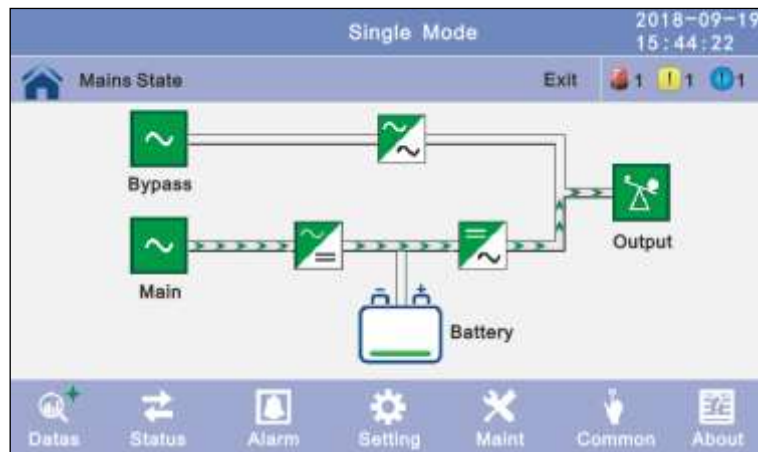 Single Mode
2018-09-19
15:44:22
Mains State
Exit
1
! 1
! 1
Bypass
Main
Output
Battery
Datas
Status
Alarm
Setting
Maint
Common
About